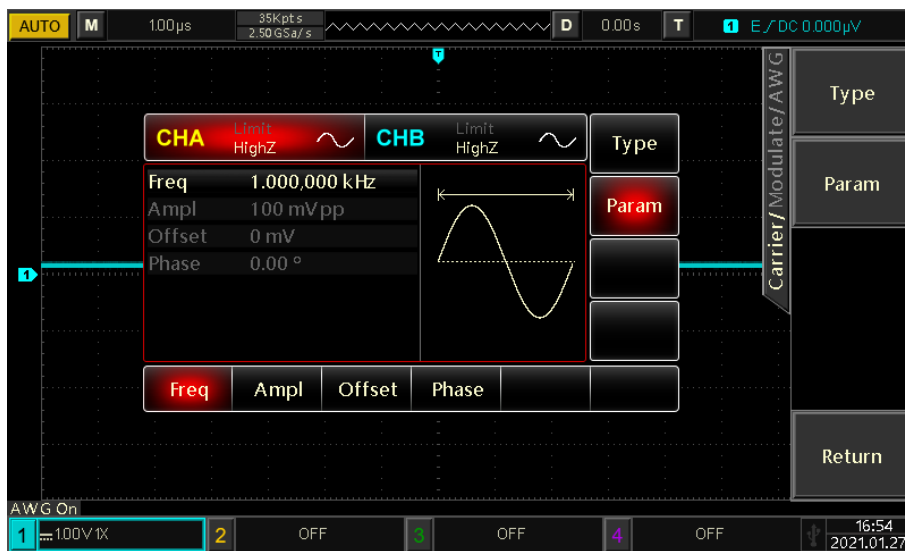 AUTO M 1.00μs 35Kpts D 0.00s T 1 E DC 0.000μV
2.50GSa/s
T
Carrier/Modulate/AWG
Type
Param
Return
CHA Limit CHB Limit
HighZ HighZ
Type
Param
Freq 1.000,000 kHz
Ampl 100 mVpp
Offset 0 mV
Phase 0.00 °
1
Freq Ampl Offset Phase
AWG On
1 1.00V 1X 2 OFF 3 OFF 4 OFF 16:54
2021.01.27